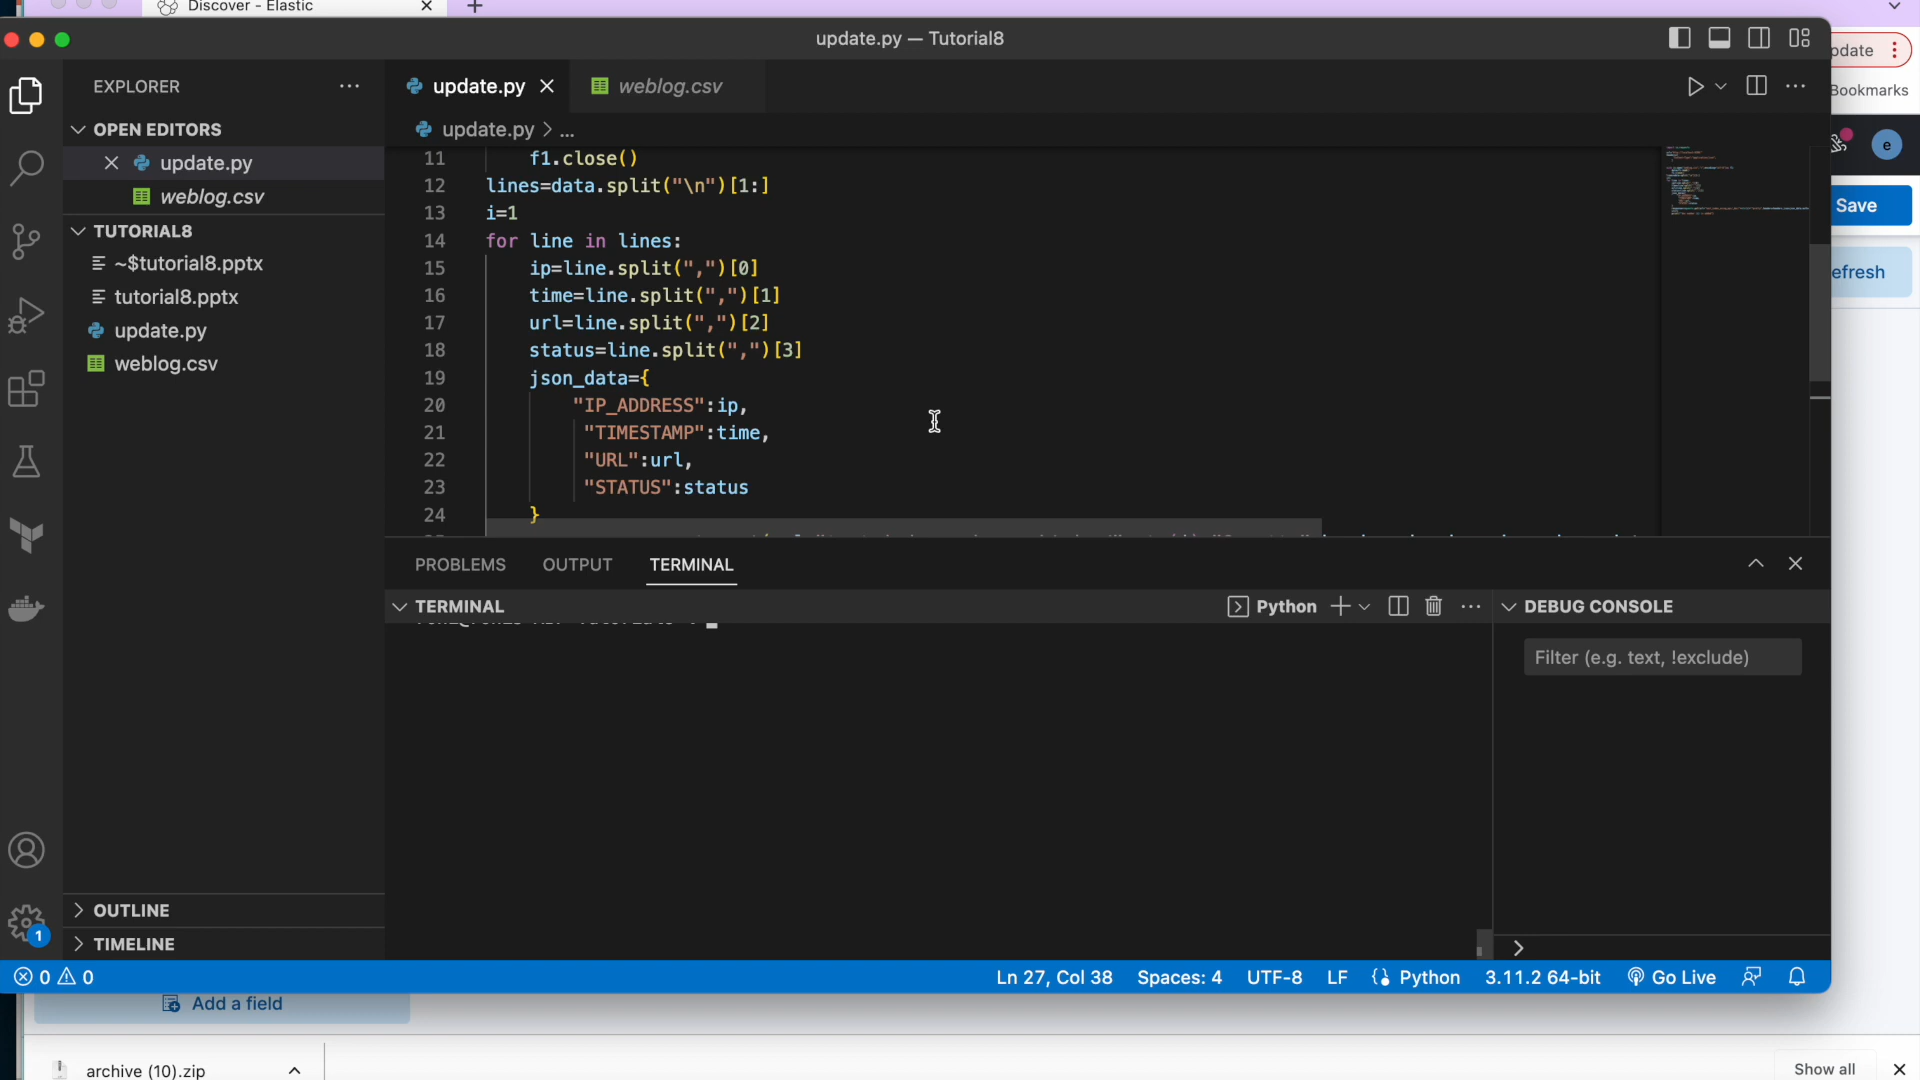 Discover - Elastic
update.py — Tutorial8
pdate
Bookmarks
EXPLORER
update.py
weblog.csv
OPEN EDITORS
update.py > ...
e
update.py
weblog.csv
Save
TUTORIAL8
~$tutorial8.pptx
efresh
tutorial8.pptx
update.py
weblog.csv
11 f1.close()
12 lines=data.split("\n")[1:]
13 i=1
14 for line in lines:
15 ip=line.split(",")[0]
16 time=line.split(",")[1]
17 url=line.split(",")[2]
18 status=line.split(",")[3]
19 json_data={
20 "IP_ADDRESS":ip,
21 "TIMESTAMP":time,
22 "URL":url,
23 "STATUS":status
24 }
PROBLEMS OUTPUT TERMINAL
TERMINAL
Python
DEBUG CONSOLE
Filter (e.g. text, !exclude)
OUTLINE
TIMELINE
1
0 0
Ln 27, Col 38 Spaces: 4 UTF-8 LF Python 3.11.2 64-bit Go Live
Add a field
archive (10).zip
Show all